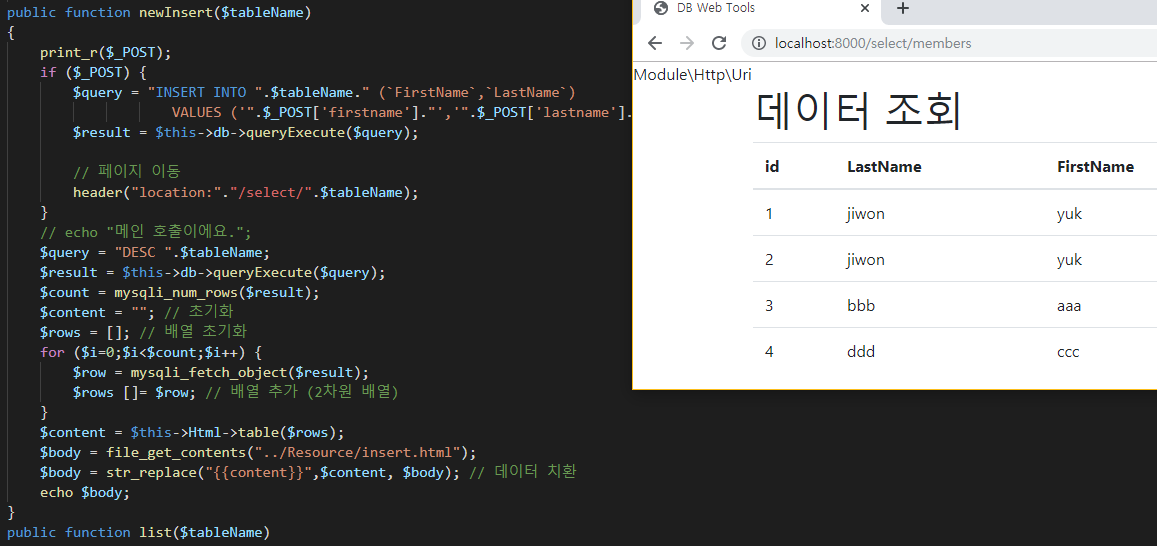 public function newInsert($tableName)
{
print_r($_POST);
if ($_POST) {
$query = "INSERT INTO ".$tableName." (`FirstName`,`LastName`)
VALUES ('".$_POST['firstname']."','".$_POST['lastname'].
$result = $this->db->queryExecute($query);
// 페이지 이동
header("location:"."/select/".$tableName);
}
// echo "메인 호출이에요.";
$query = "DESC ".$tableName;
$result = $this->db->queryExecute($query);
$count = mysqli_num_rows($result);
$content = ""; // 초기화
$rows = []; // 배열 초기화
for ($i=0;$i<$count;$i++) {
$row = mysqli_fetch_object($result);
$rows []= $row; // 배열 추가 (2차원 배열)
}
$content = $this->Html->table($rows);
$body = file_get_contents("../Resource/insert.html");
$body = str_replace("{{content}}",$content, $body); // 데이터 치환
echo $body;
}
public function list($tableName)
DB Web Tools
localhost:8000/select/members
Module\Http\Uri
데이터 조회
id LastName FirstName
1 jiwon yuk
2 jiwon yuk
3 bbb aaa
4 ddd ccc